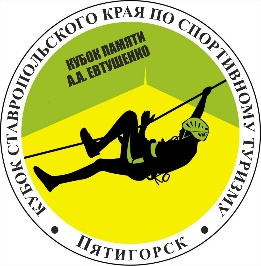 КУБОК СТАВРОПОЛЬСКОГО КРАЯ ПО СПОРТИВНОМУ ТУРИЗМУ
КУБОК ПАМЯТИ
А.А. ЕВТУШЕНКО
• ПЯТИГОРСК •